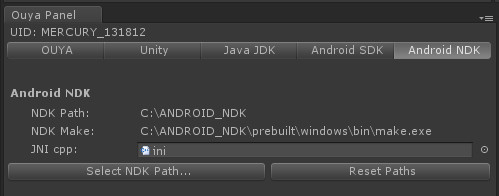 Ouya Panel
UID: MERCURY_131812
OUYA Unity Java JDK Android SDK Android NDK
Android NDK
NDK Path: C:\ANDROID_NDK
NDK Make: C:\ANDROID_NDK\prebuilt\windows\bin\make.exe
JNI cpp: jni
Select NDK Path... Reset Paths